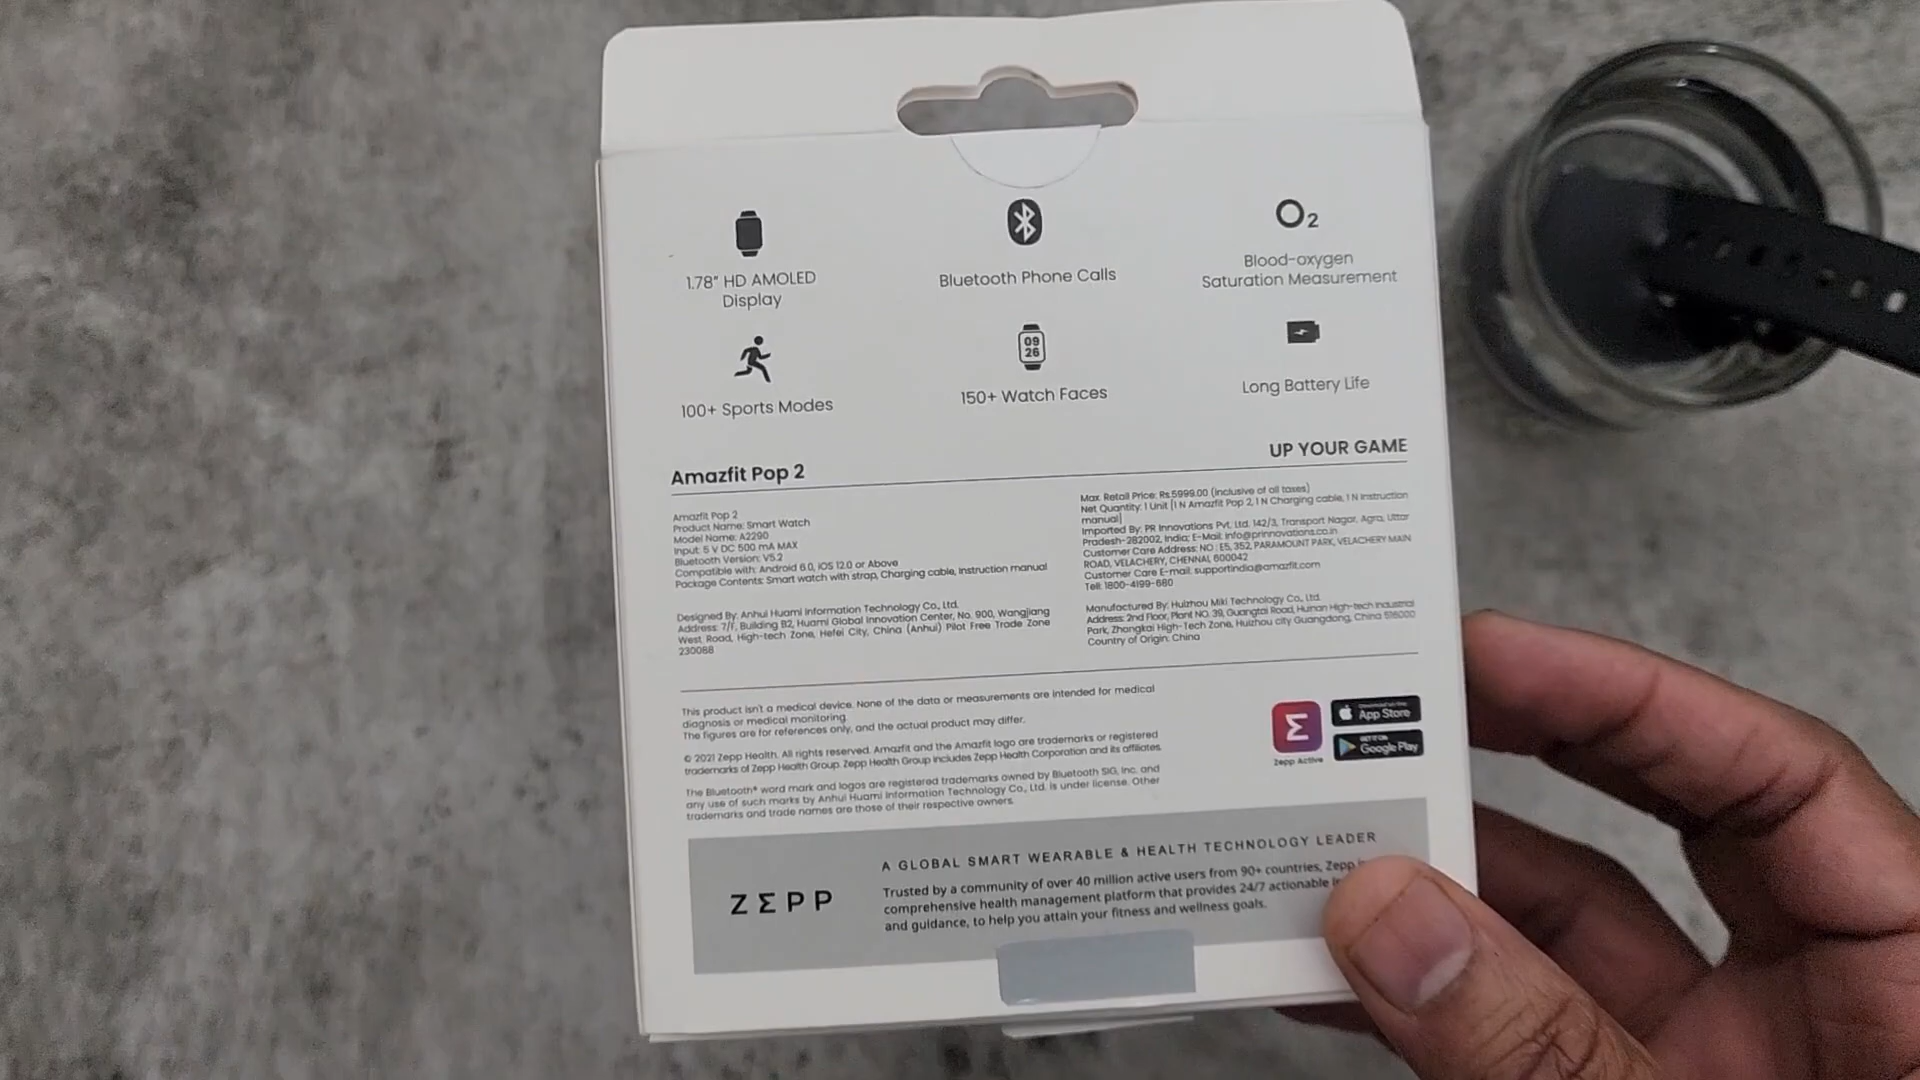 O2
1.78" HD AMOLED
Display
Bluetooth Phone Calls
Blood-oxygen
Saturation Measurement
09
26
100+ Sports Modes
150+ Watch Faces
Long Battery Life
Amazfit Pop 2
UP YOUR GAME
Amazfit Pop 2
Product Name: Smart Watch
Model Name: A2290
Input: 5 V DC 500 mA MAX
Bluetooth Version: V5.2
Compatible with: Android 6.0, iOS 12.0 or Above
Package Contents: Smart watch with strap, Charging cable, Instruction manual
Designed By: Anhui Huami Information Technology Co., Ltd.
Address: 7/F, Building B2, Huami Global Innovation Center, No. 900, Wangjiang
West Road, High-tech Zone, Hefei City, China (Anhui) Pilot Free Trade Zone
230088
Max. Retail Price: Rs.5999.00 (Inclusive of all taxes)
Net Quantity: 1 Unit [1 N Amazfit Pop 2, 1 N Charging cable, 1 N Instruction
manual]
Imported By: PR Innovations Pvt. Ltd. 142/3, Transport Nagar, Agra, Uttar
Pradesh-282002, India; E-Mail: info@prinnovations.co.in
Customer Care Address: NO : E5, 352, PARAMOUNT PARK, VELACHERY MAIN
ROAD, VELACHERY, CHENNAI, 600042
Customer Care E-mail: supportindia@amazfit.com
Tell: 1800-4199-680
Manufactured By: Huizhou Miki Technology Co., Ltd.
Address: 2nd Floor, Plant NO. 39, Guangtai Road, Hunan High-tech Industrial
Park, Zhongkai High-Tech Zone, Huizhou city Guangdong, China 516000
Country of Origin: China
This product isn't a medical device. None of the data or measurements are intended for medical
diagnosis or medical monitoring.
The figures are for references only, and the actual product may differ.
© 2021 Zepp Health. All rights reserved. Amazfit and the Amazfit logo are trademarks or registered
trademarks of Zepp Health Group. Zepp Health Group includes Zepp Health Corporation and its affiliates.
The Bluetooth® word mark and logos are registered trademarks owned by Bluetooth SIG, Inc. and
any use of such marks by Anhui Huami Information Technology Co., Ltd. is under license. Other
trademarks and trade names are those of their respective owners.
Zepp Active
App Store
GET IT ON
Google Play
ZEPP
A GLOBAL SMART WEARABLE & HEALTH TECHNOLOGY LEADER
Trusted by a community of over 40 million active users from 90+ countries, Zepp
comprehensive health management platform that provides 24/7 actionable
and guidance, to help you attain your fitness and wellness goals.